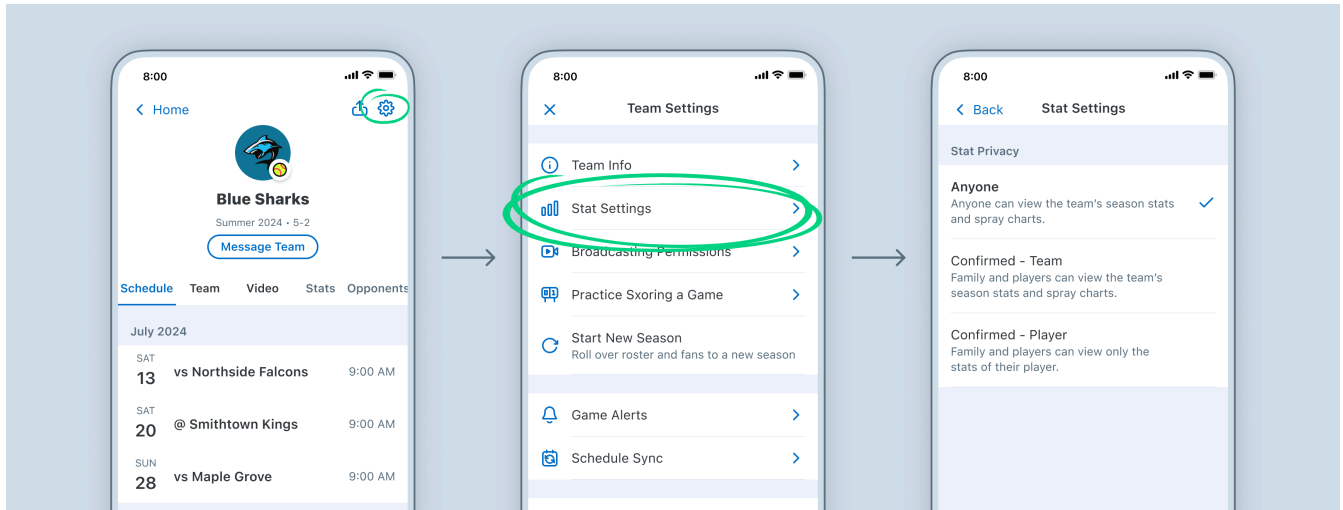 8:00
Home
Blue Sharks
Summer 2024 • 5-2
Message Team
Schedule Team Video Stats Opponents
July 2024
SAT
13 vs Northside Falcons 9:00 AM
SAT
20 @ Smithtown Kings 9:00 AM
SUN
28 vs Maple Grove 9:00 AM
8:00
Team Settings
Team Info
Stat Settings
Broadcasting Permissions
Practice Sxoring a Game
Start New Season
Roll over roster and fans to a new season
Game Alerts
Schedule Sync
8:00
Back Stat Settings
Stat Privacy
Anyone
Anyone can view the team's season stats
and spray charts.
Confirmed - Team
Family and players can view the team's
season stats and spray charts.
Confirmed - Player
Family and players can view only the
stats of their player.